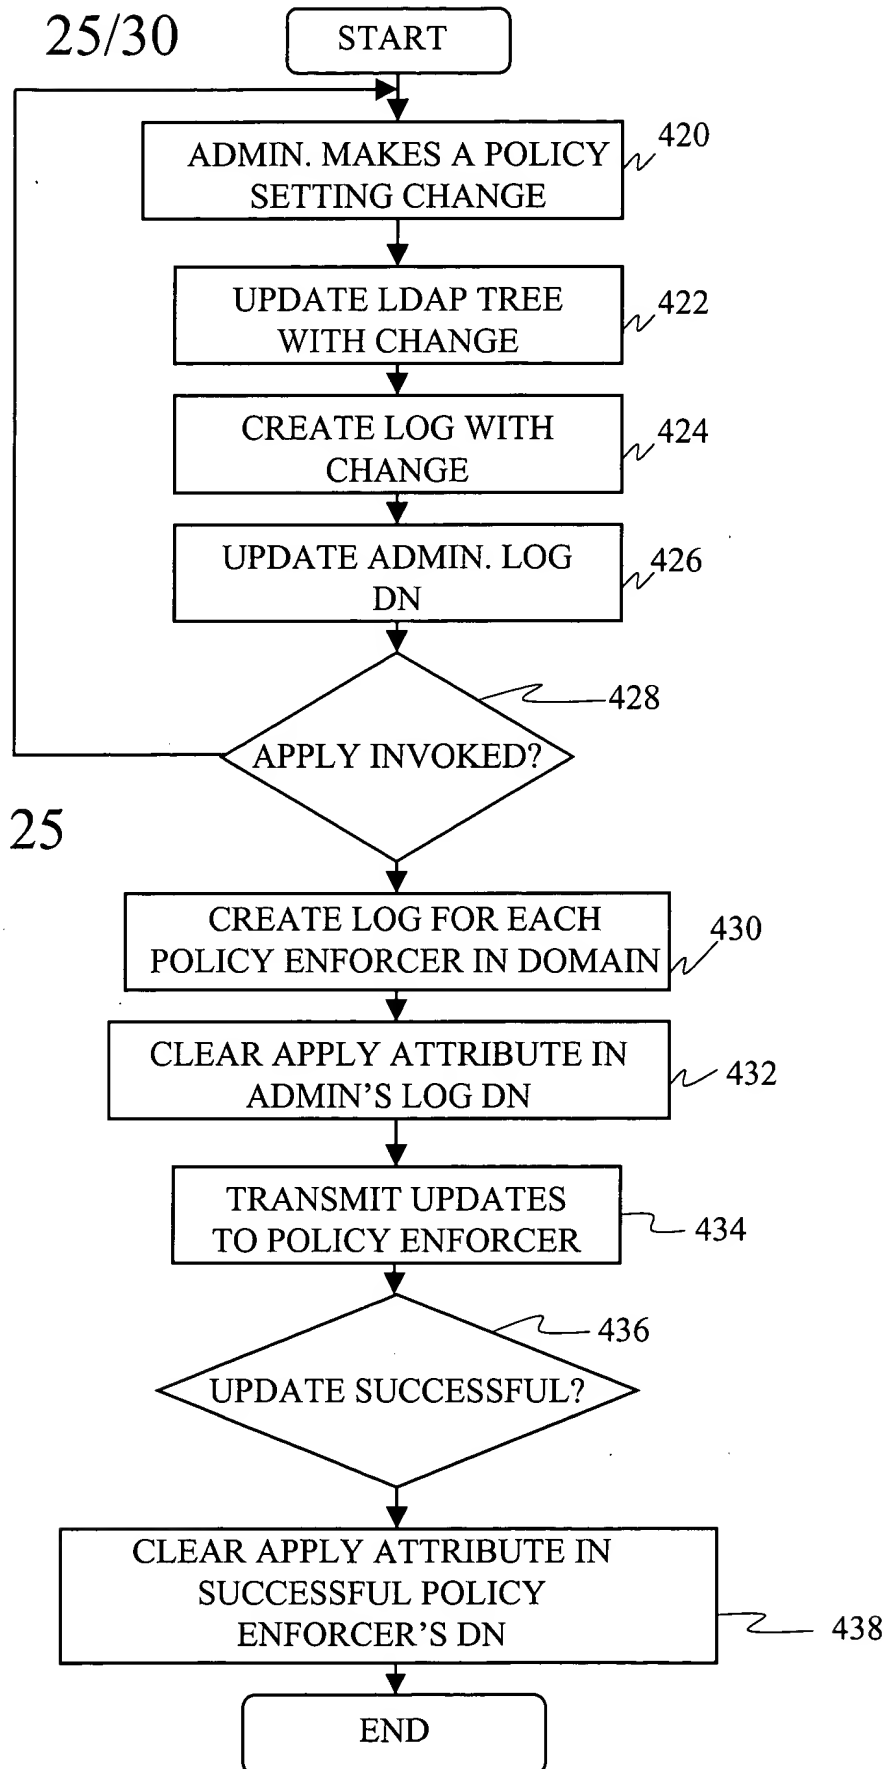 25/30
START
ADMIN. MAKES A POLICY
SETTING CHANGE
420
UPDATE LDAP TREE
WITH CHANGE
422
CREATE LOG WITH
CHANGE
424
UPDATE ADMIN. LOG
DN
426
428
APPLY INVOKED?
25
CREATE LOG FOR EACH
POLICY ENFORCER IN DOMAIN
430
CLEAR APPLY ATTRIBUTE IN
ADMIN'S LOG DN
432
TRANSMIT UPDATES
TO POLICY ENFORCER
434
436
UPDATE SUCCESSFUL?
CLEAR APPLY ATTRIBUTE IN
SUCCESSFUL POLICY
ENFORCER'S DN
438
END